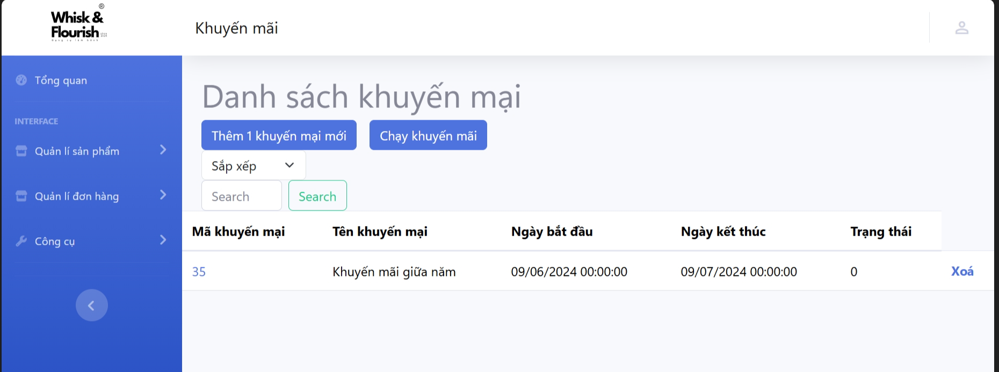 Whisk & ®
Flourish
Khuyến mãi
Tổng quan
INTERFACE
Quản lí sản phẩm
Quản lí đơn hàng
Công cụ
Danh sách khuyến mại
Thêm 1 khuyến mại mới Chạy khuyến mãi
Sắp xếp
Search Search
Mã khuyến mại Tên khuyến mại Ngày bắt đầu Ngày kết thúc Trạng thái
35 Khuyến mãi giữa năm 09/06/2024 00:00:00 09/07/2024 00:00:00 0 Xoá